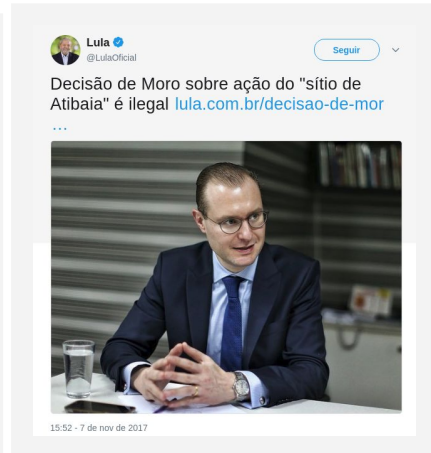 Lula
@LulaOficial
Seguir
Decisão de Moro sobre ação do "sítio de
Atibaia" é ilegal lula.com.br/decisao-de-mor
...
15:52 - 7 de nov de 2017